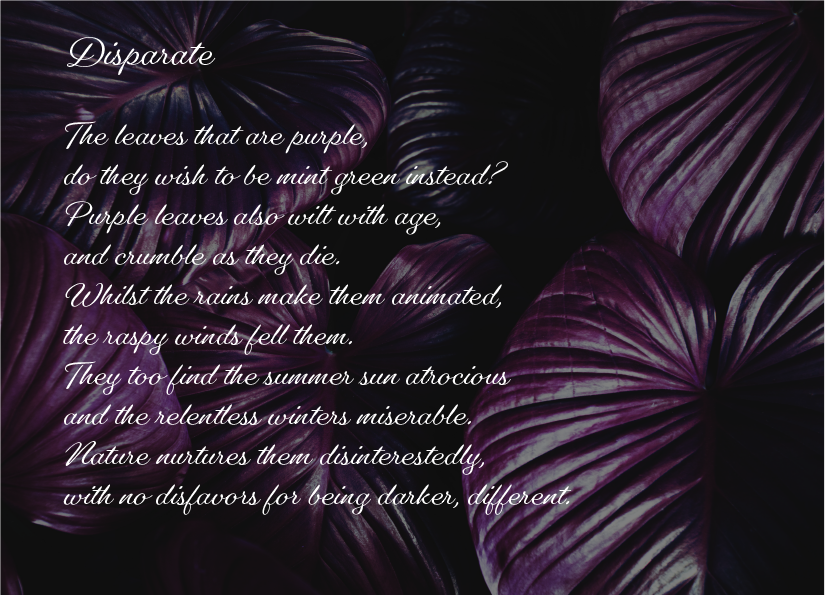 Disparate
The leaves that are purple,
do they wish to be mint green instead?
Purple leaves also wilt with age,
and crumble as they die.
Whilst the rains make them animated,
the raspy winds fell them.
They too find the summer sun atrocious
and the relentless winters miserable.
Nature nurtures them disinterestedly,
with no disfavors for being darker, different.